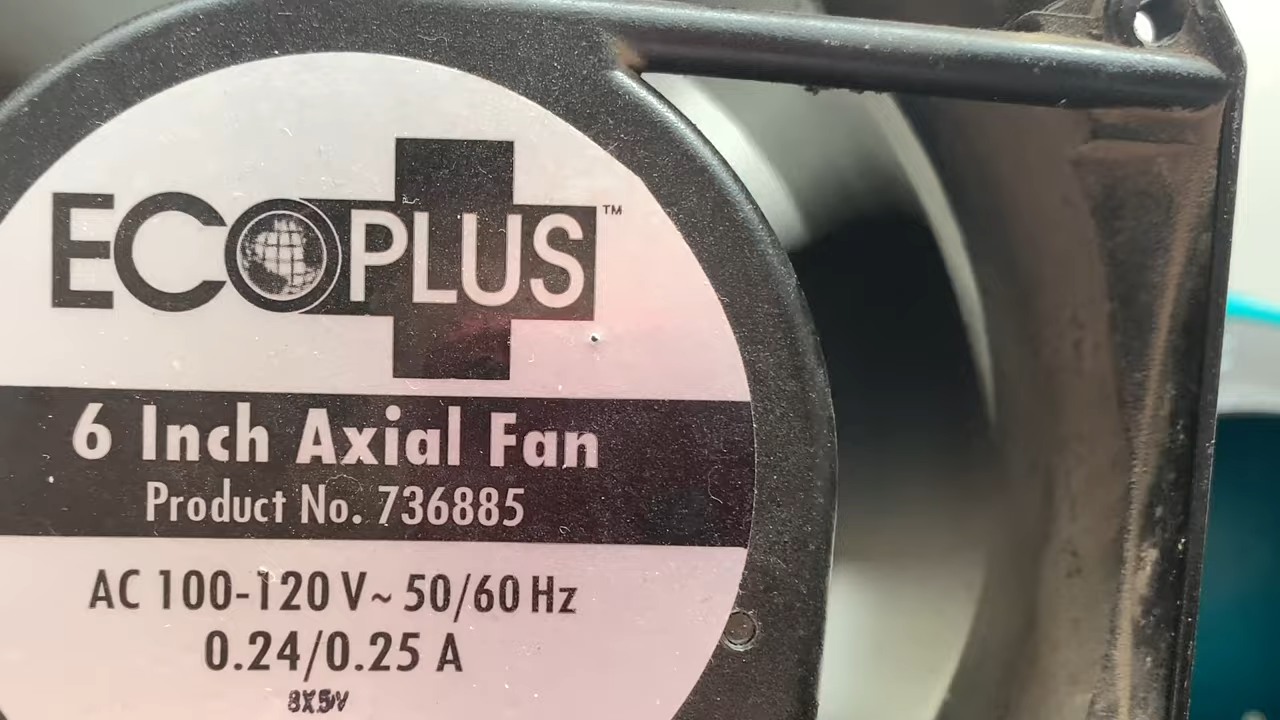 ECOPLUS™
6 Inch Axial Fan
Product No. 736885
AC 100-120 V~ 50/60 Hz
0.24/0.25 A